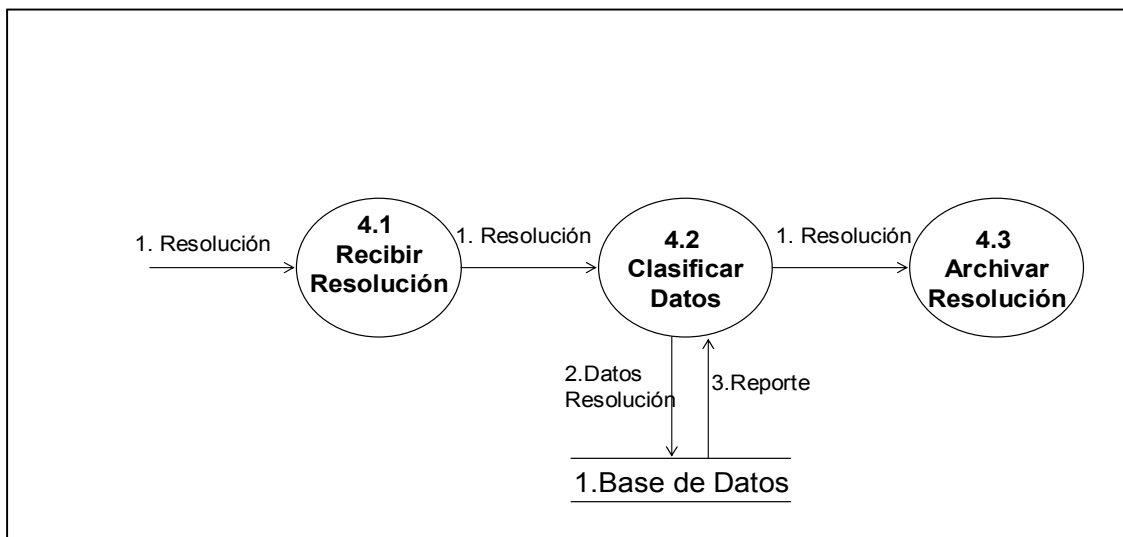 1. Resolución
4.1
Recibir
Resolución
1. Resolución
4.2
Clasificar
Datos
1. Resolución
4.3
Archivar
Resolución
2.Datos
Resolución
3.Reporte
1.Base de Datos